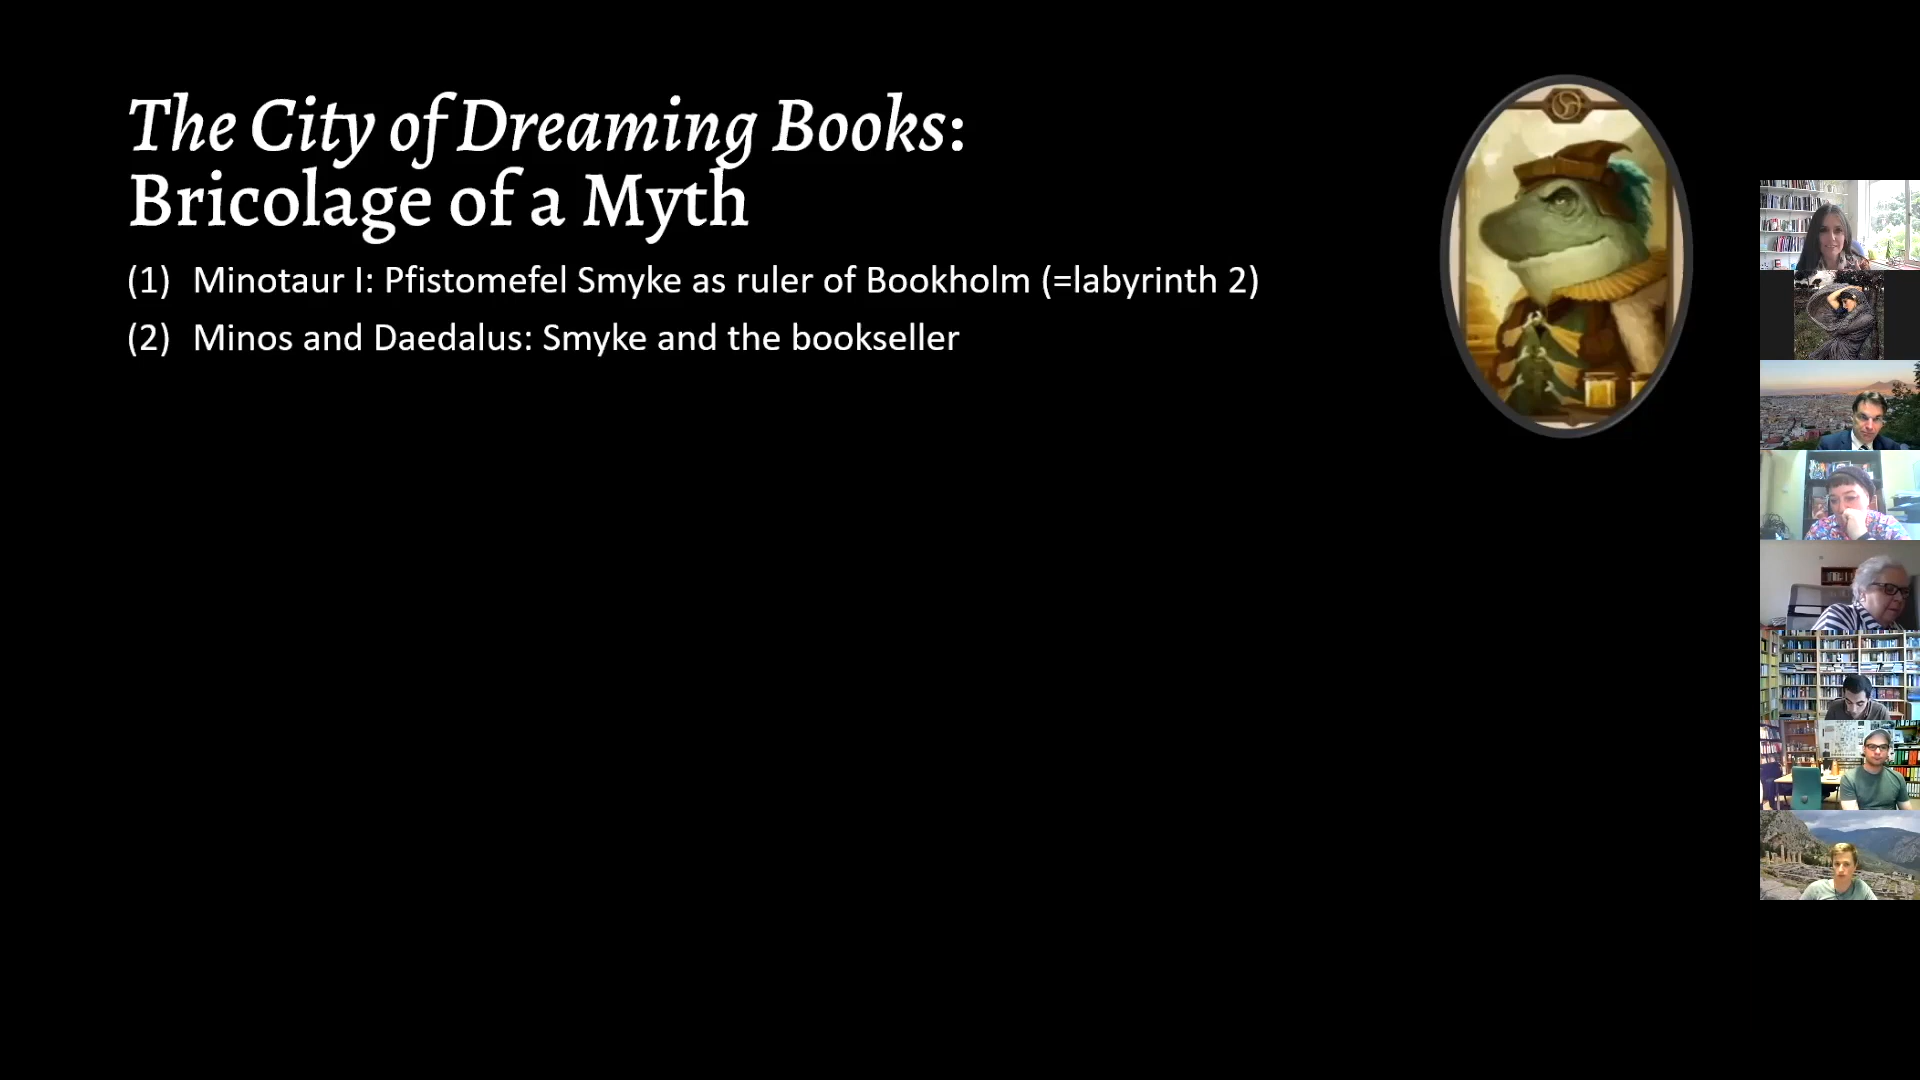 The City of Dreaming Books:
Bricolage of a Myth
(1) Minotaur I: Pfistomefel Smyke as ruler of Bookholm (=labyrinth 2)
(2) Minos and Daedalus: Smyke and the bookseller